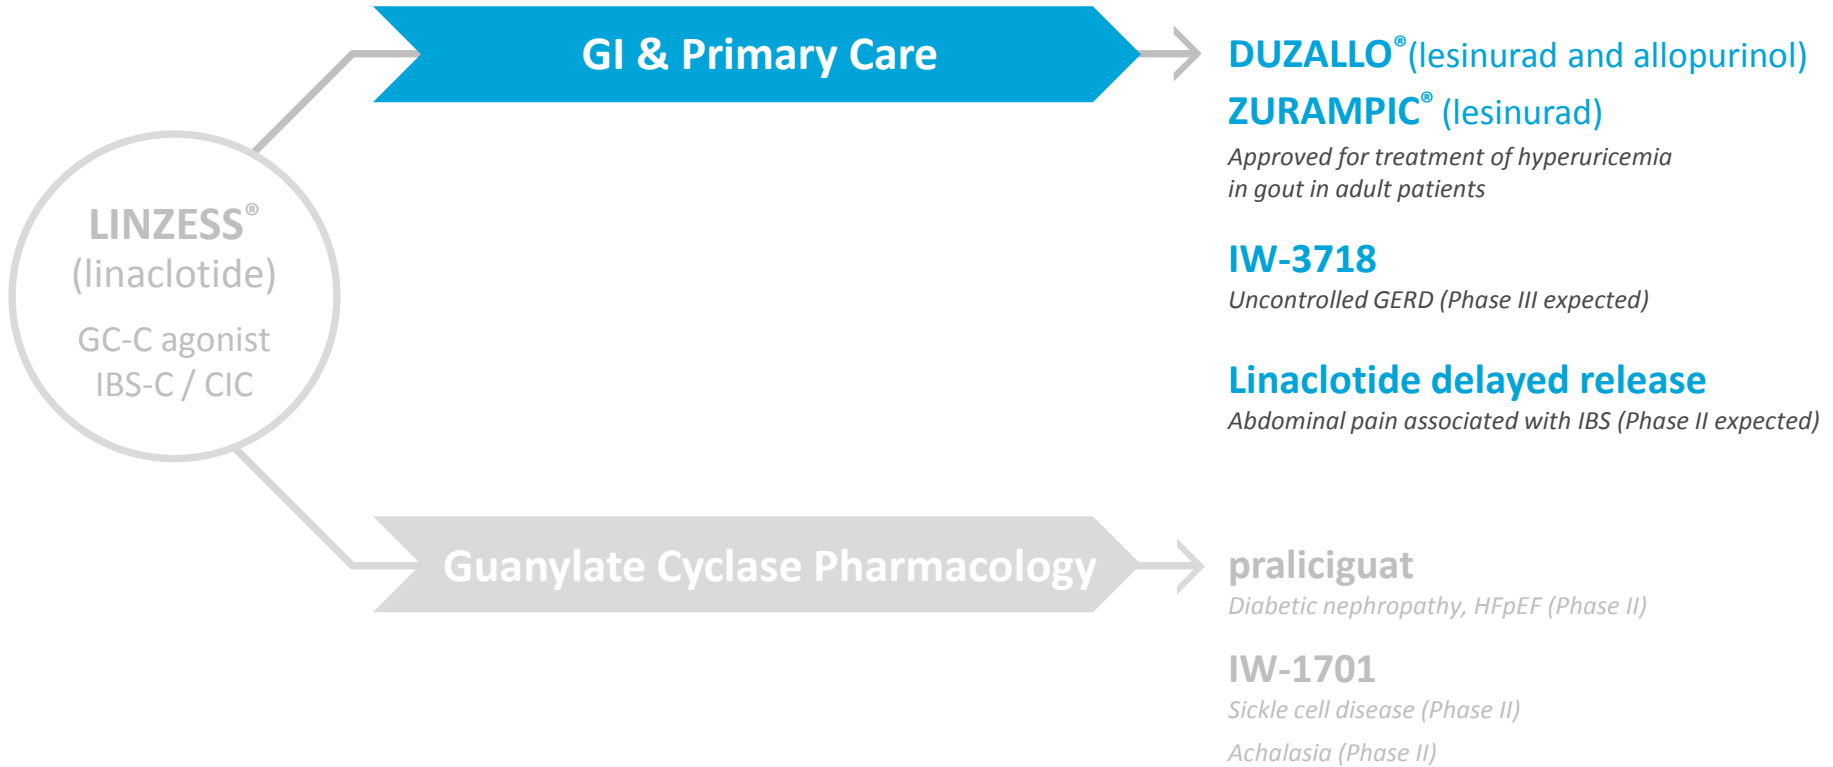 LINZESS®
(linaclotide)
GC-C agonist
IBS-C / CIC
GI & Primary Care
DUZALLO®(lesinurad and allopurinol)
ZURAMPIC® (lesinurad)
Approved for treatment of hyperuricemia
in gout in adult patients
IW-3718
Uncontrolled GERD (Phase III expected)
Linaclotide delayed release
Abdominal pain associated with IBS (Phase II expected)
Guanylate Cyclase Pharmacology
praliciguat
Diabetic nephropathy, HFpEF (Phase II)
IW-1701
Sickle cell disease (Phase II)
Achalasia (Phase II)